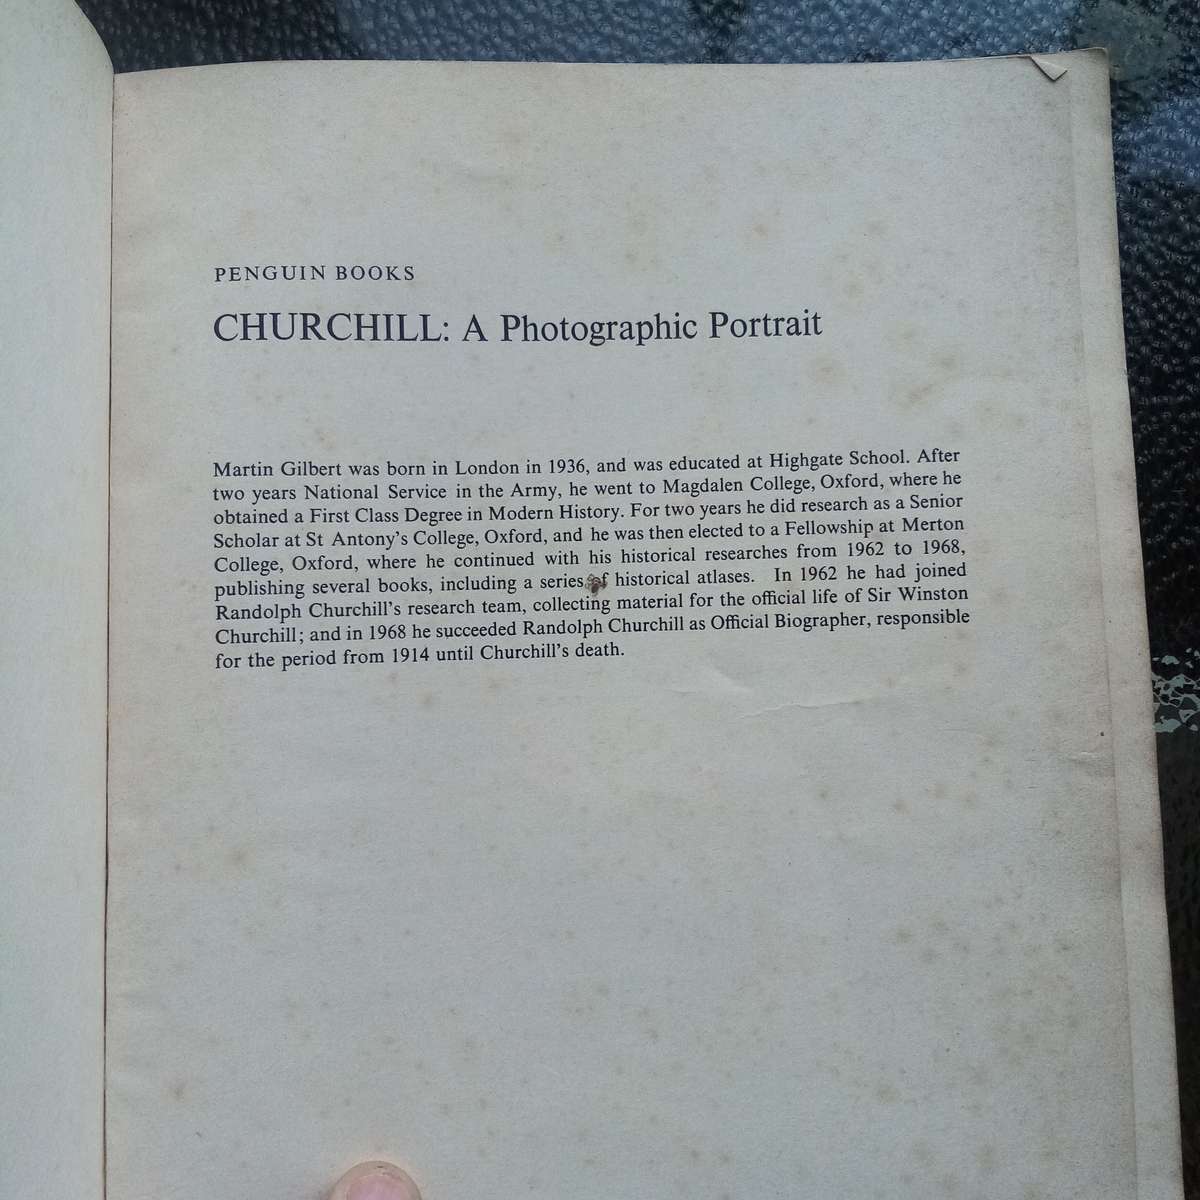 PENGUIN BOOKS
CHURCHILL: A Photographic Portrait
Martin Gilbert was born in London in 1936, and was educated at Highgate School. After
two years National Service in the Army, he went to Magdalen College, Oxford, where he
obtained a First Class Degree in Modern History. For two years he did research as a Senior
Scholar at St Antony's College, Oxford, and he was then elected to a Fellowship at Merton
College, Oxford, where he continued with his historical researches from 1962 to 1968,
publishing several books, including a series of historical atlases. In 1962 he had joined
Randolph Churchill's research team, collecting material for the official life of Sir Winston
Churchill; and in 1968 he succeeded Randolph Churchill as Official Biographer, responsible
for the period from 1914 until Churchill's death.